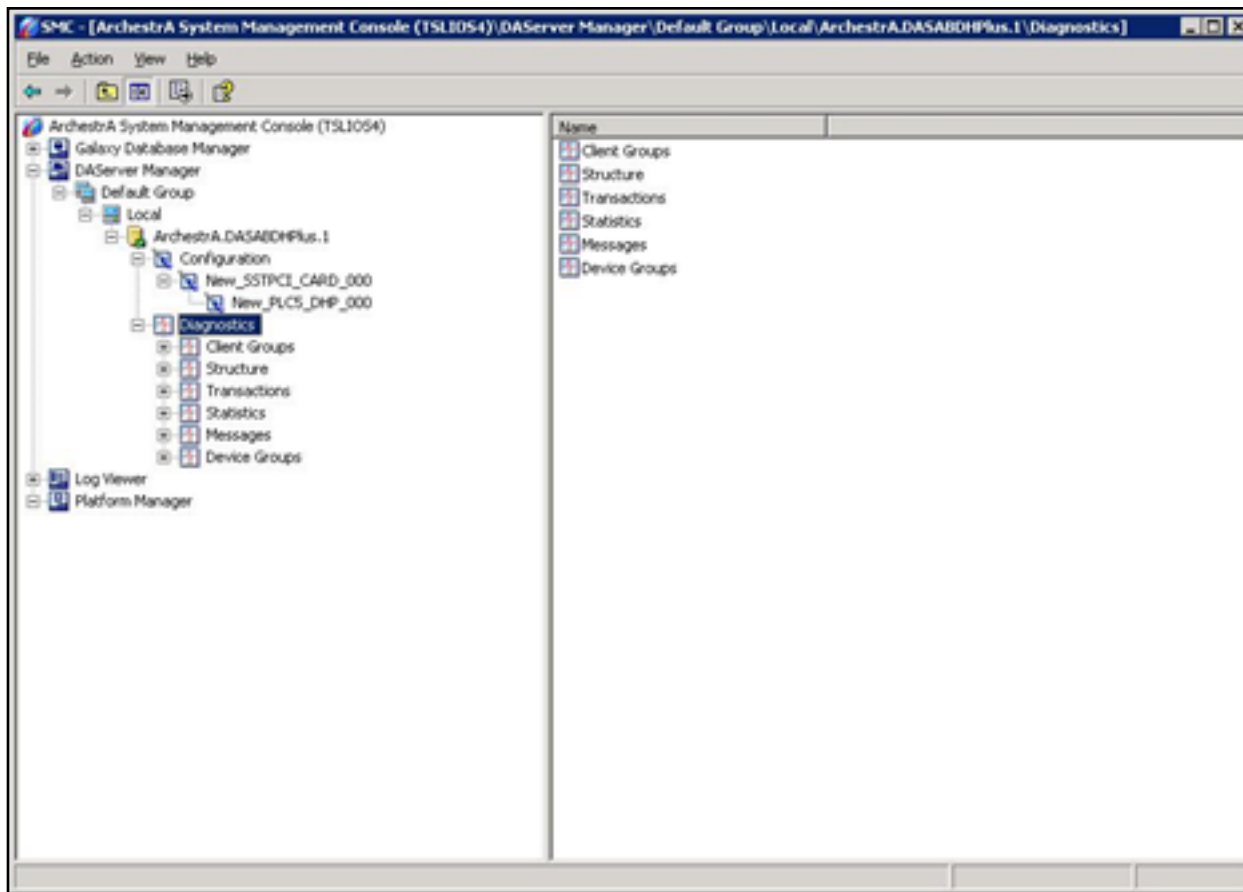 SMC - [ArchestrA System Management Console (TSLIOS4)\DAServer Manager\Default Group\Local\ArchestrA.DASABDHPlus.1\Diagnostics]
File Action View Help
ArchestrA System Management Console (TSLIOS4)
Galaxy Database Manager
DAServer Manager
Default Group
Local
ArchestrA.DASABDHPlus.1
Configuration
New_SSTPCI_CARD_000
New_PLC5_DHP_000
Diagnostics
Client Groups
Structure
Transactions
Statistics
Messages
Device Groups
Log Viewer
Platform Manager
Name
Client Groups
Structure
Transactions
Statistics
Messages
Device Groups